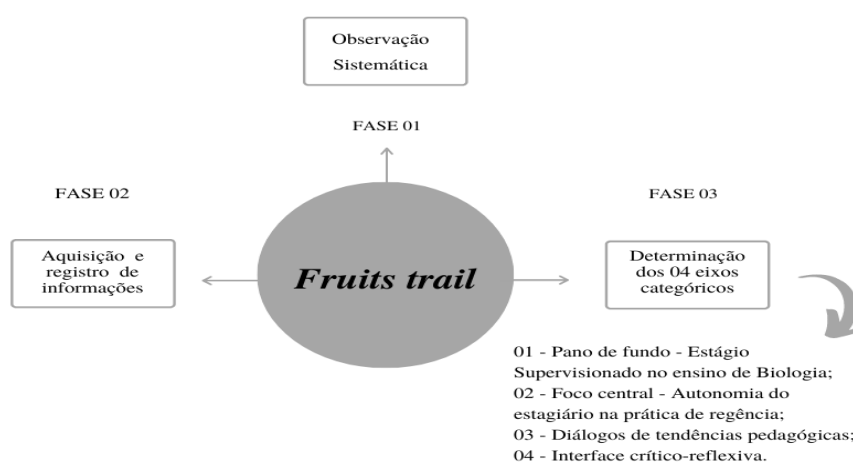 Observação
Sistemática
FASE 01
FASE 02
Aquisição e
registro de
informações
Fruits trail
FASE 03
Determinação
dos 04 eixos
categóricos
01 - Pano de fundo - Estágio
Supervisionado no ensino de Biologia;
02 - Foco central - Autonomia do
estagiário na prática de regência;
03 - Diálogos de tendências pedagógicas;
04 - Interface crítico-reflexiva.